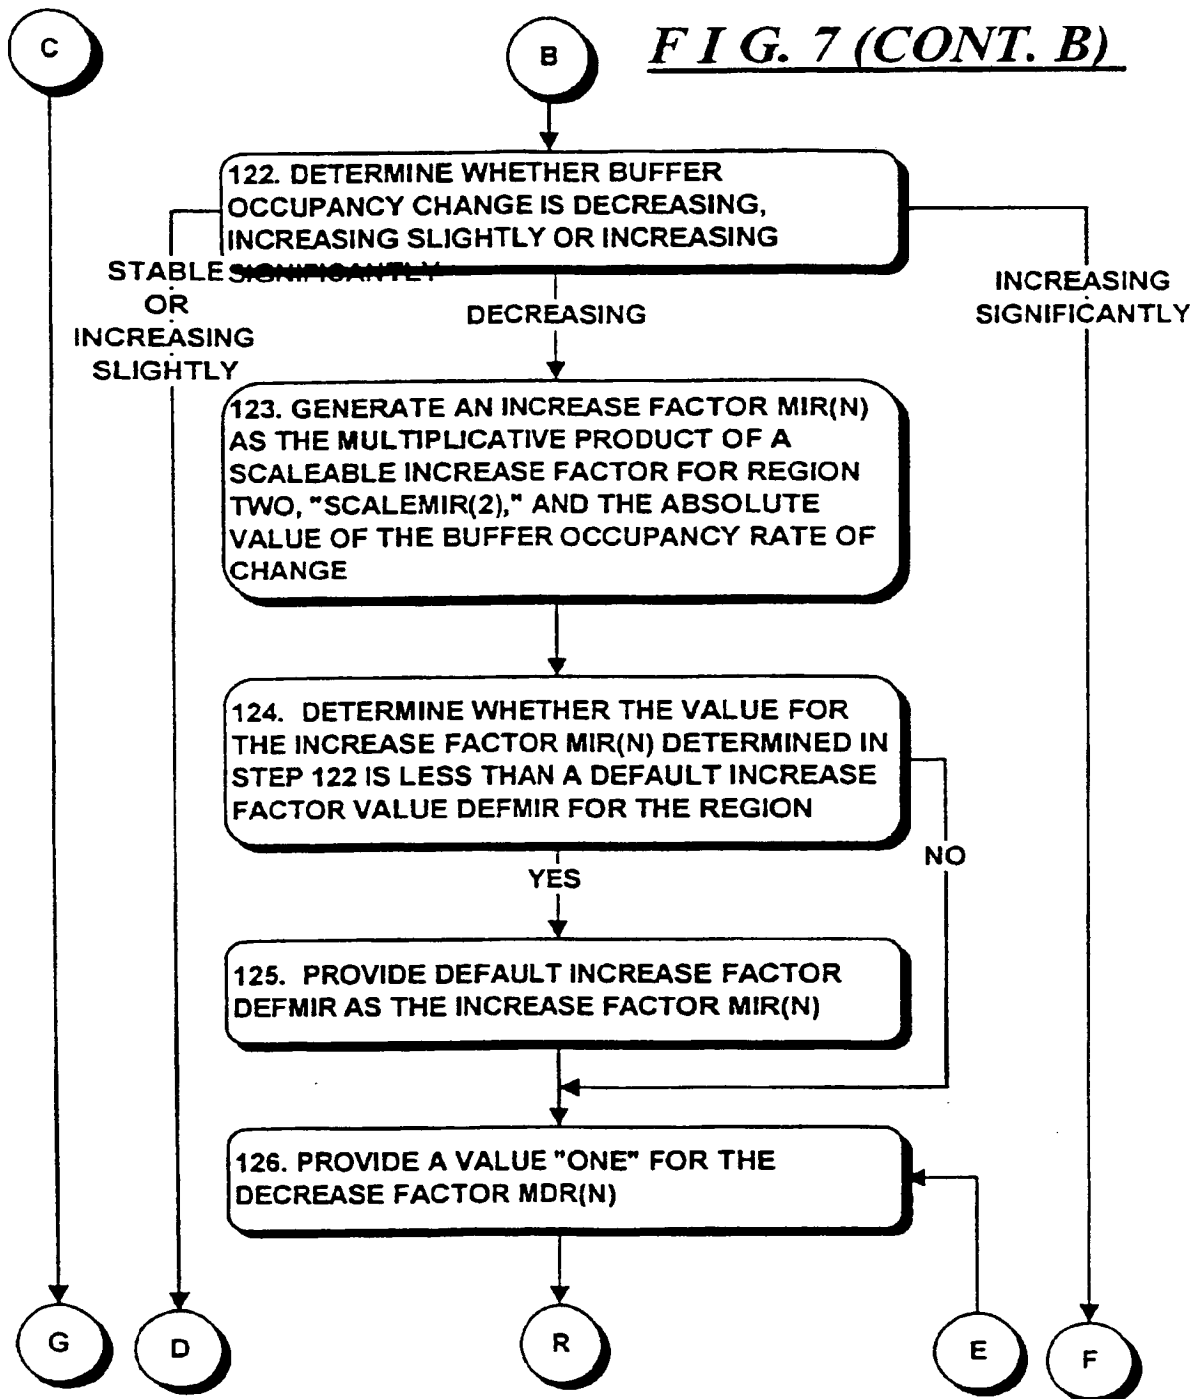 C
B
F I G. 7 (CONT. B)
122. DETERMINE WHETHER BUFFER
OCCUPANCY CHANGE IS DECREASING,
INCREASING SLIGHTLY OR INCREASING
SIGNIFICANTLY
STABLE
OR
INCREASING
SLIGHTLY
DECREASING
INCREASING
SIGNIFICANTLY
123. GENERATE AN INCREASE FACTOR MIR(N)
AS THE MULTIPLICATIVE PRODUCT OF A
SCALEABLE INCREASE FACTOR FOR REGION
TWO, "SCALEMIR(2)," AND THE ABSOLUTE
VALUE OF THE BUFFER OCCUPANCY RATE OF
CHANGE
124. DETERMINE WHETHER THE VALUE FOR
THE INCREASE FACTOR MIR(N) DETERMINED IN
STEP 122 IS LESS THAN A DEFAULT INCREASE
FACTOR VALUE DEFMIR FOR THE REGION
NO
YES
125. PROVIDE DEFAULT INCREASE FACTOR
DEFMIR AS THE INCREASE FACTOR MIR(N)
126. PROVIDE A VALUE "ONE" FOR THE
DECREASE FACTOR MDR(N)
G
D
R
E
F